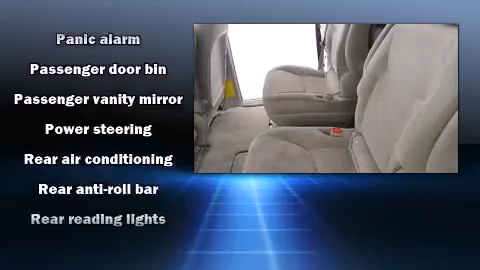 Panic alarm
Passenger door bin
Passenger vanity mirror
Power steering
Rear air conditioning
Rear anti-roll bar
Rear reading lights